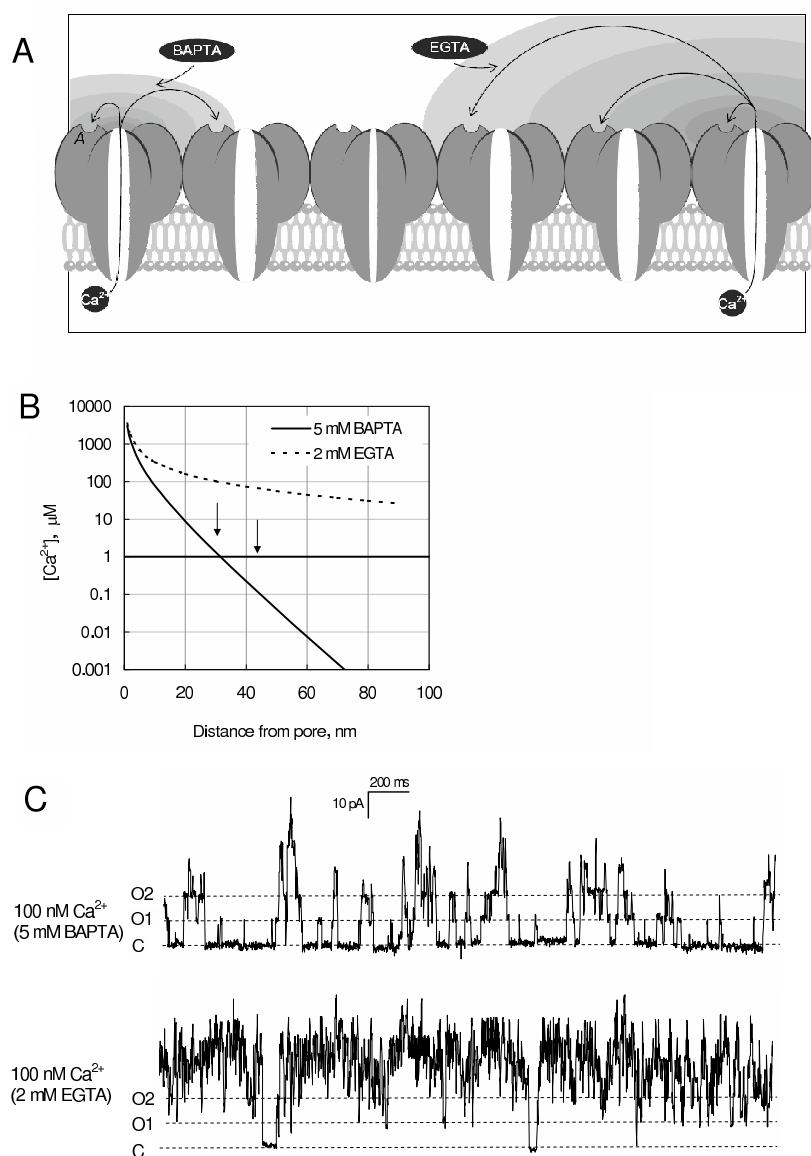 A
BAPTA
EGTA
A
Ca2+
Ca2+
B
10000
1000
100
10
1
0.1
0.01
0.001
[Ca2+], μM
5 mM BAPTA
2 mM EGTA
0 20 40 60 80 100
Distance from pore, nm
C
200 ms
10 pA
100 nM Ca2+
(5 mM BAPTA)
O2
O1
C
100 nM Ca2+
(2 mM EGTA)
O2
O1
C